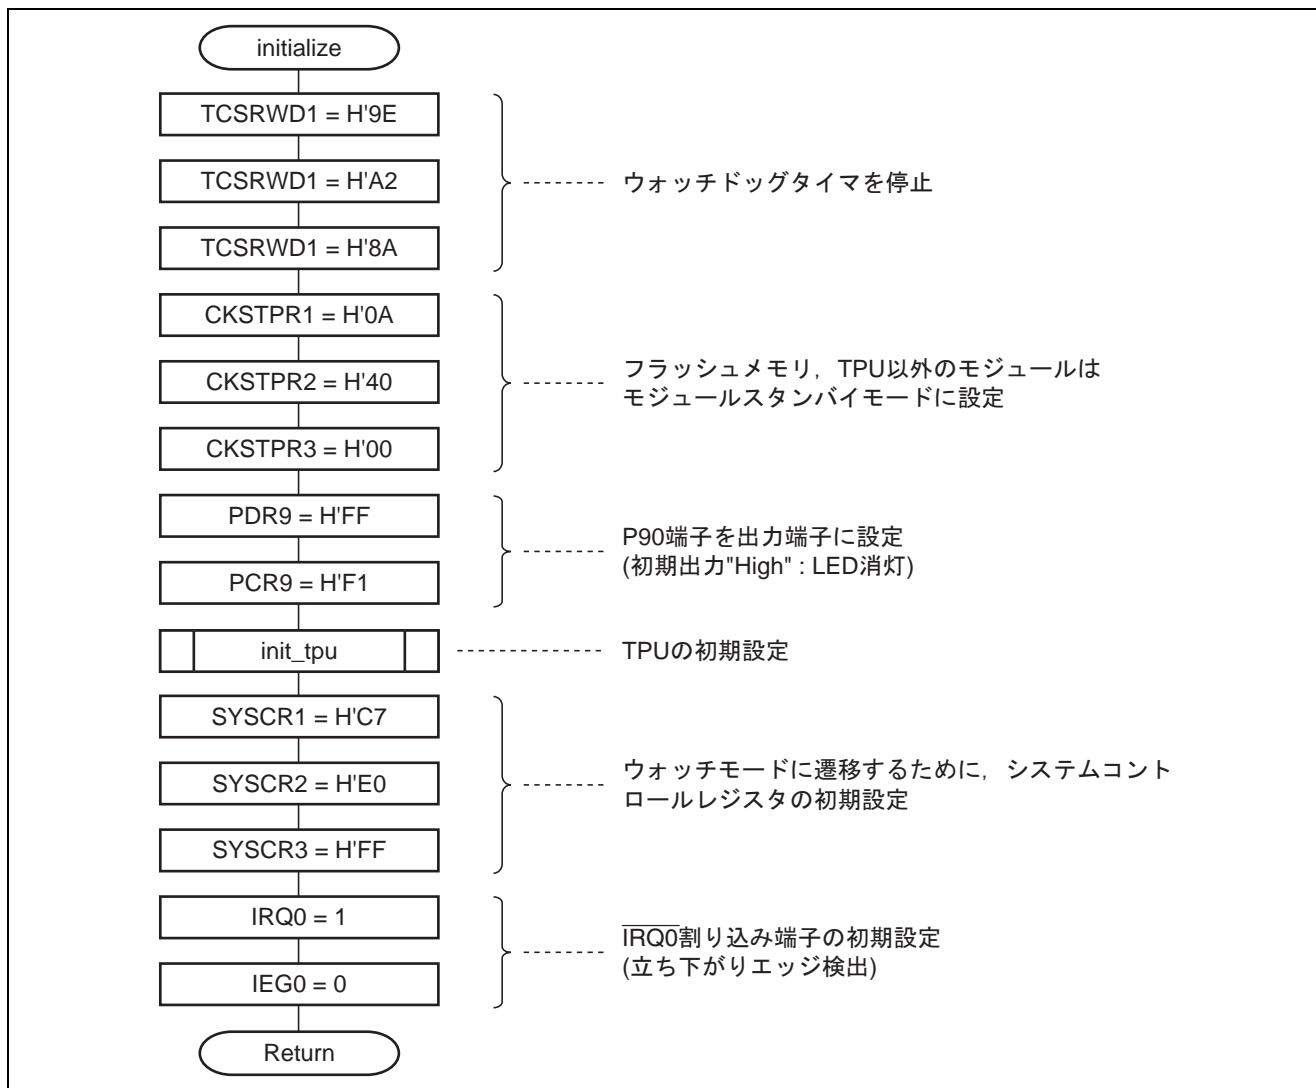 initialize
TCSRWD1 = H'9E
TCSRWD1 = H'A2
ウォッチドッグタイマを停止
TCSRWD1 = H'8A
CKSTPR1 = H'0A
CKSTPR2 = H'40
フラッシュメモリ，TPU以外のモジュールは
モジュールスタンバイモードに設定
CKSTPR3 = H'00
PDR9 = H'FF
P90端子を出力端子に設定
(初期出力"High" : LED消灯)
PCR9 = H'F1
init_tpu
TPUの初期設定
SYSCR1 = H'C7
SYSCR2 = H'E0
ウォッチモードに遷移するために，システムコント
ロールレジスタの初期設定
SYSCR3 = H'FF
IRQ0 = 1
IRQ0割り込み端子の初期設定
(立ち下がりエッジ検出)
IEG0 = 0
Return